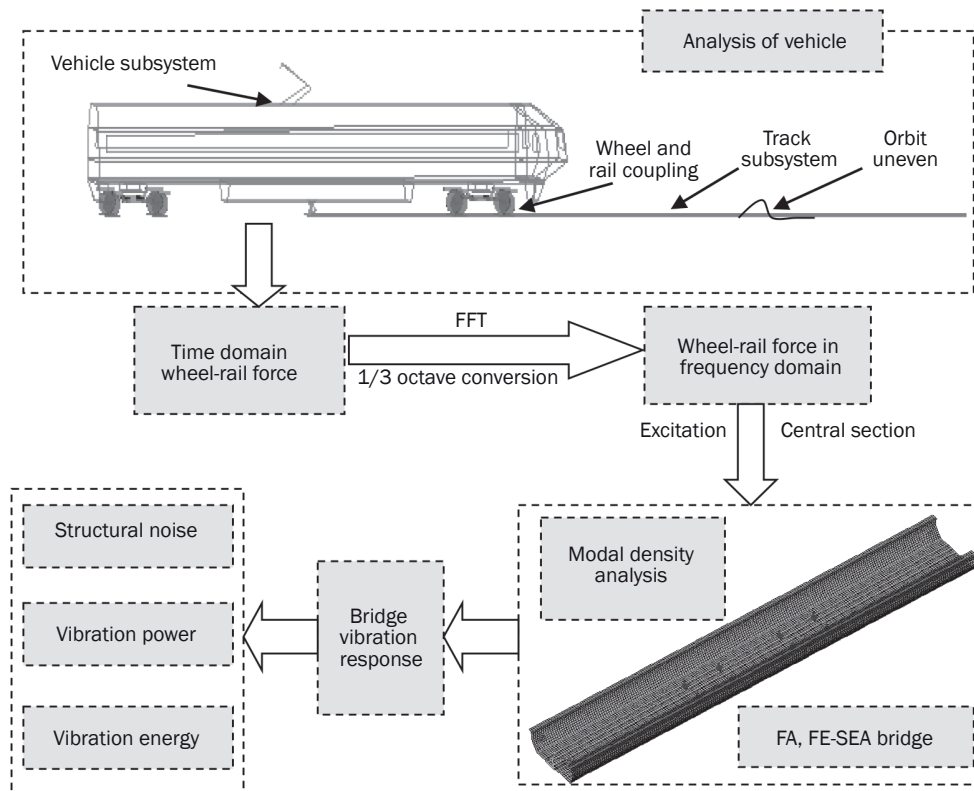 Analysis of vehicle
Vehicle subsystem
Wheel and
rail coupling
Track
subsystem
Orbit
uneven
Time domain
wheel-rail force
FFT
1/3 octave conversion
Wheel-rail force in
frequency domain
Excitation
Central section
Structural noise
Vibration power
Vibration energy
Bridge
vibration
response
Modal density
analysis
FA, FE-SEA bridge